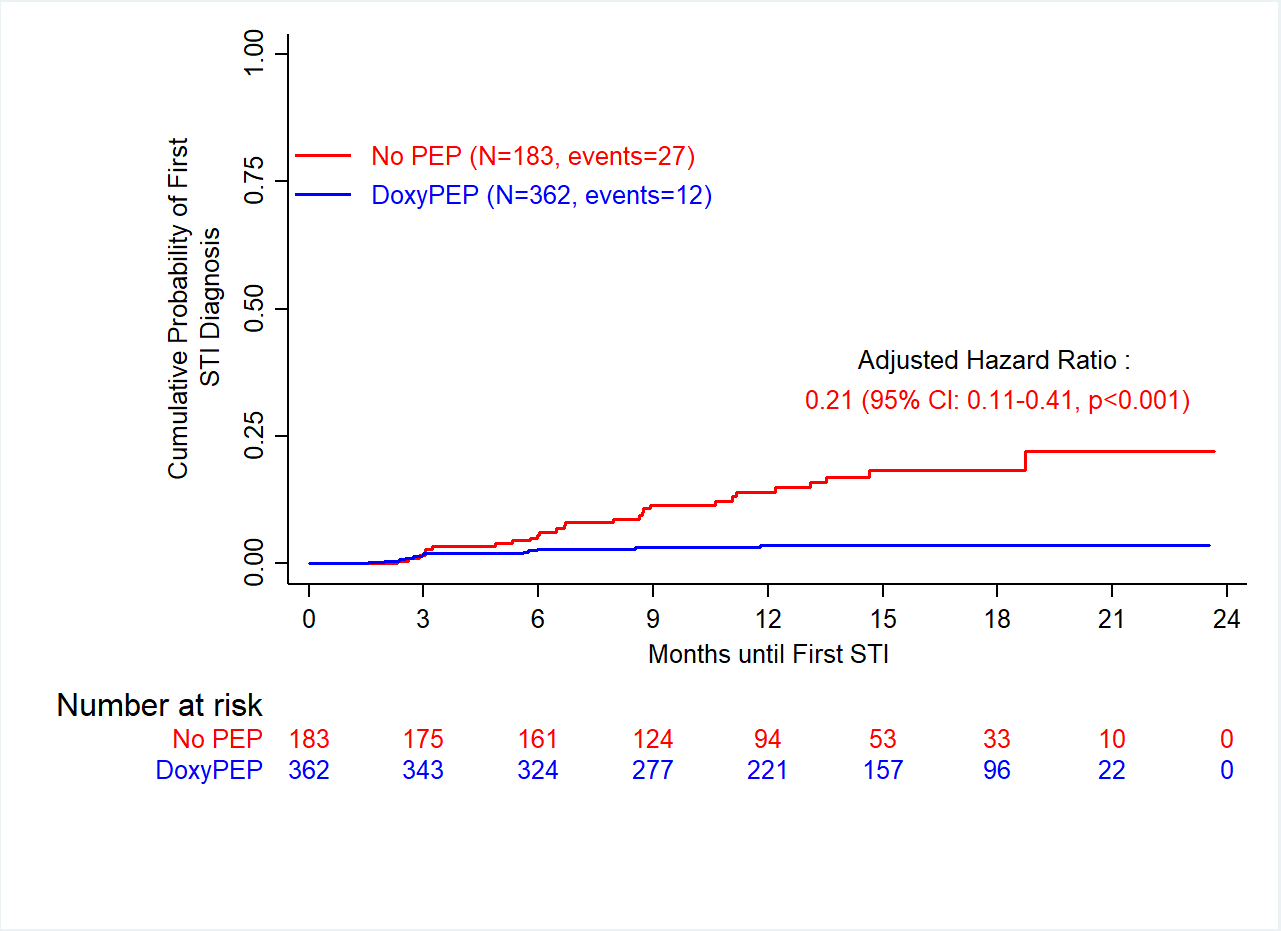 1.00
0.75
0.50
0.25
0.00
Cumulative Probability of First
STI Diagnosis
No PEP (N=183, events=27)
DoxyPEP (N=362, events=12)
Adjusted Hazard Ratio :
0.21 (95% CI: 0.11-0.41, p<0.001)
0 3 6 9 12 15 18 21 24
Months until First STI
Number at risk
No PEP 183 175 161 124 94 53 33 10 0
DoxyPEP 362 343 324 277 221 157 96 22 0